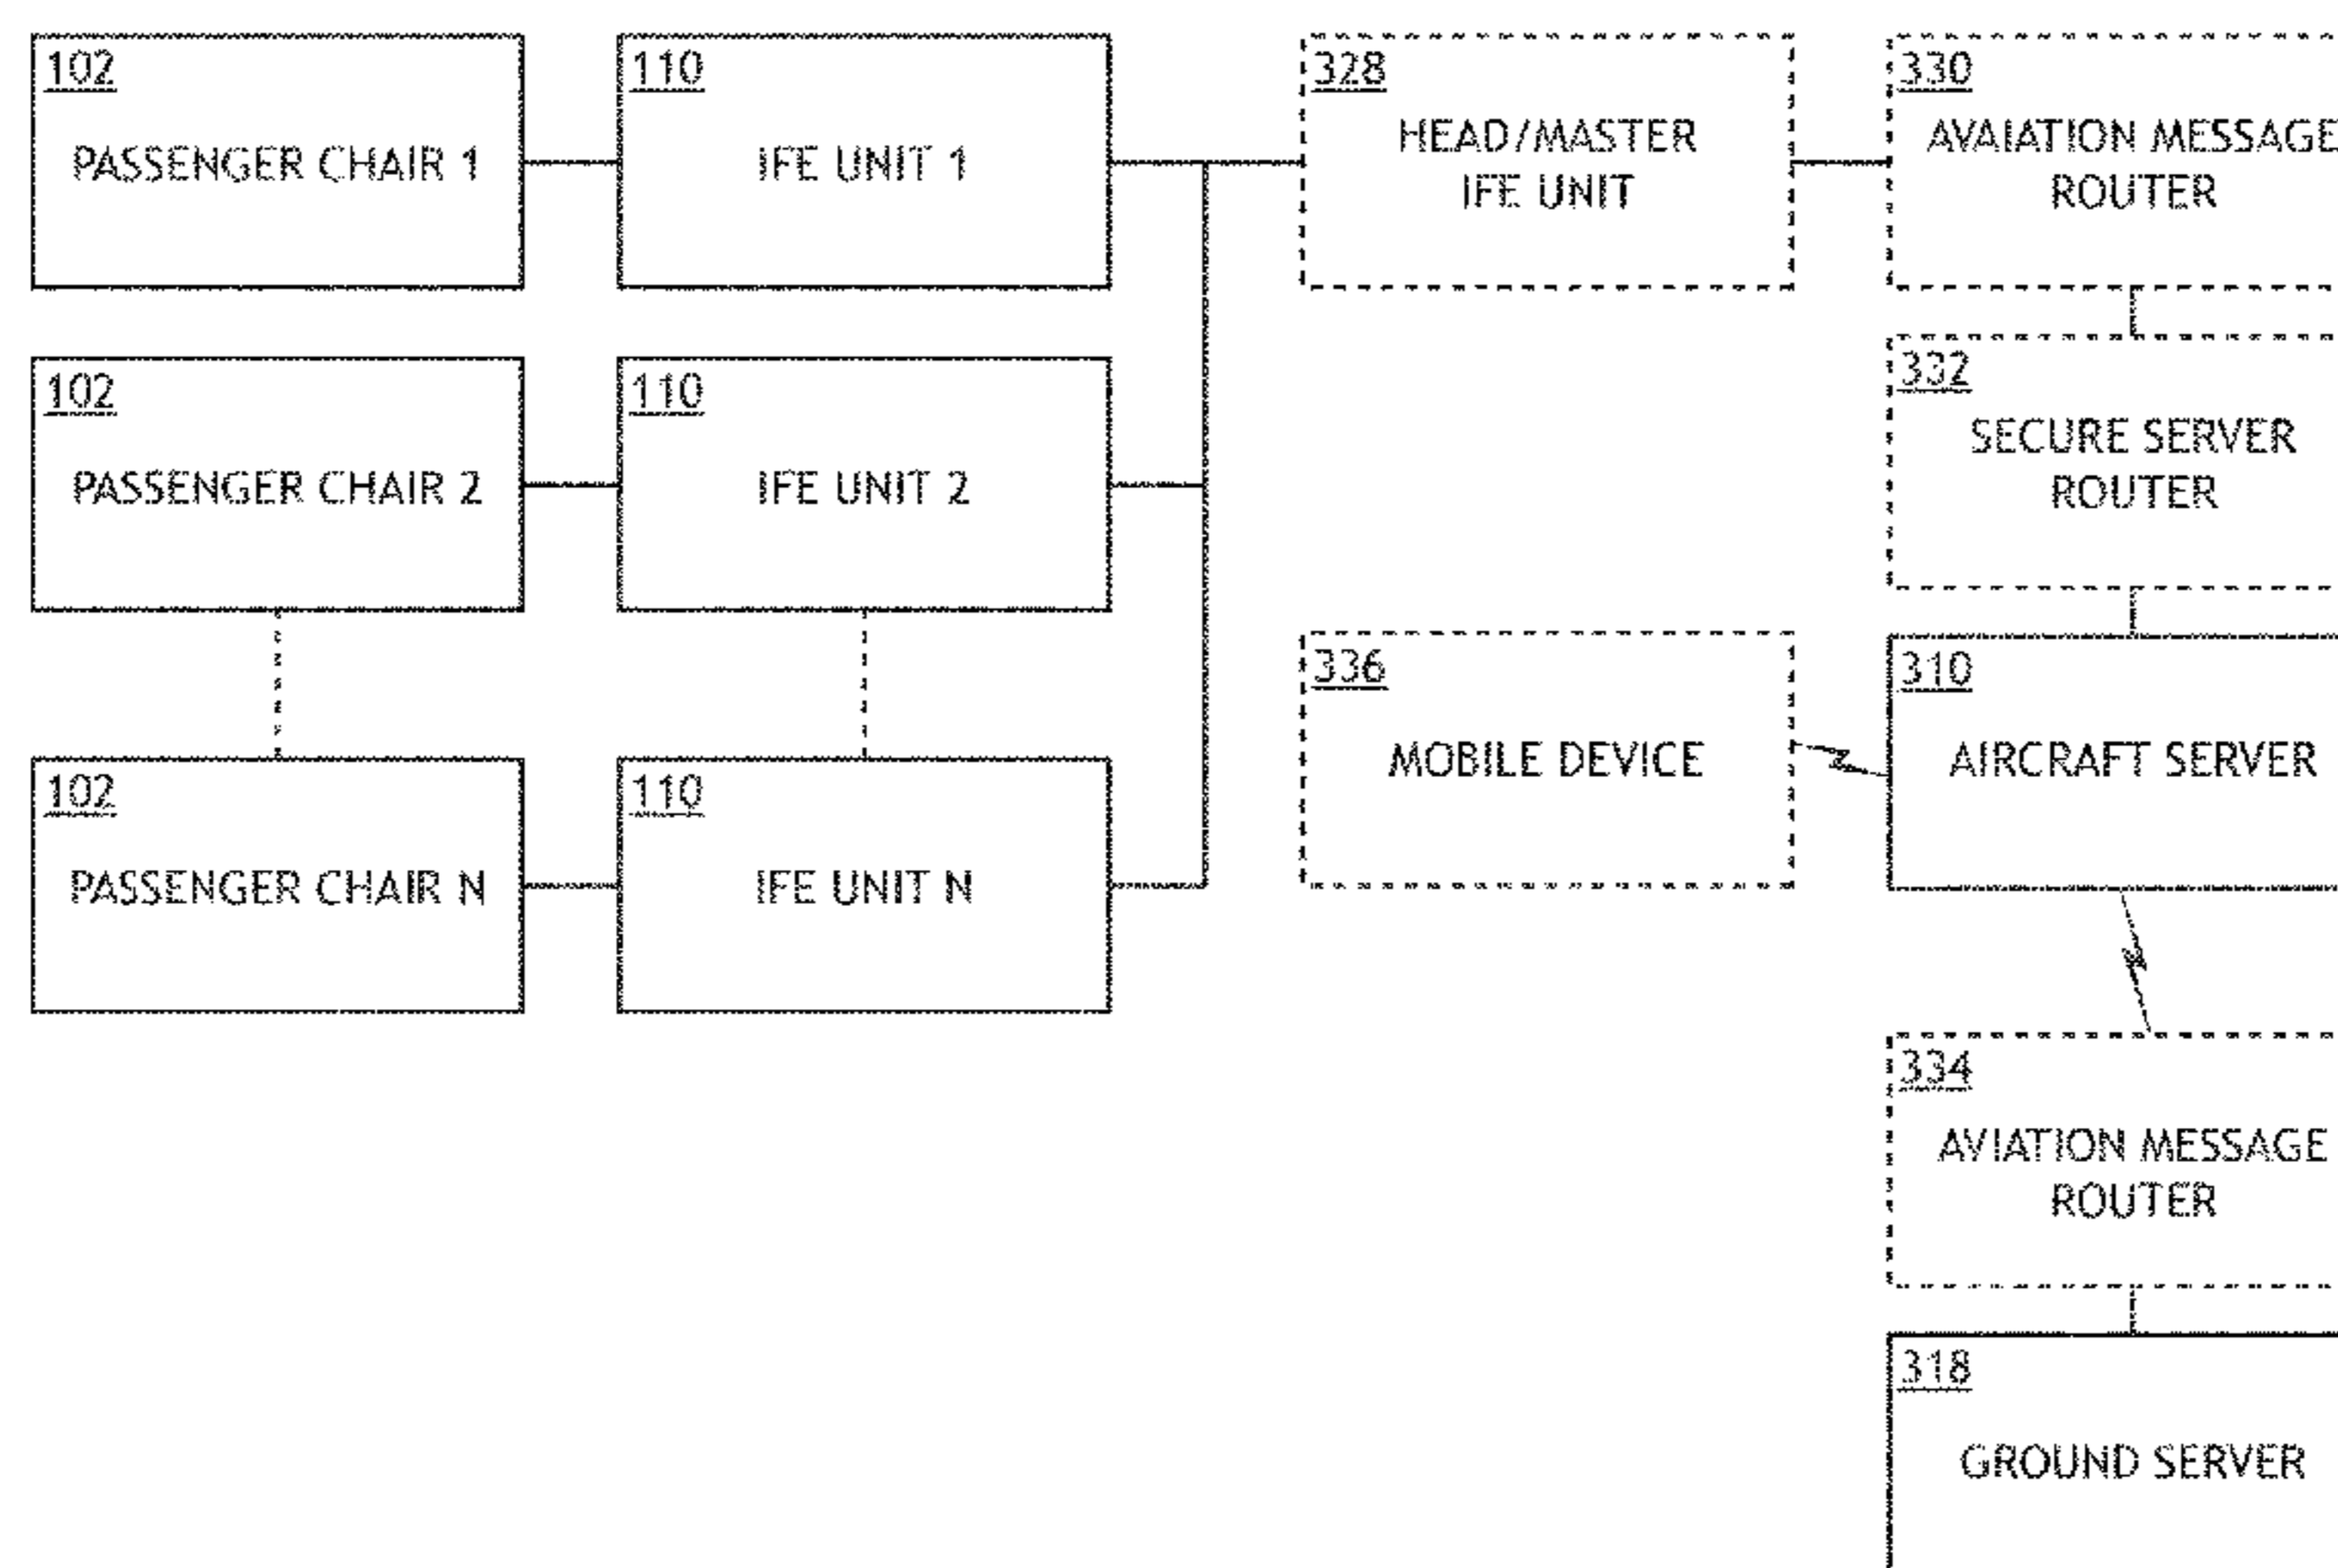 102
PASSENGER CHAIR 1
110
IFE UNIT 1
328
HEAD/MASTER
IFE UNIT
330
AVAIATION MESSAGE
ROUTER
102
PASSENGER CHAIR 2
110
IFE UNIT 2
332
SECURE SERVER
ROUTER
336
MOBILE DEVICE
310
AIRCRAFT SERVER
102
PASSENGER CHAIR N
110
IFE UNIT N
334
AVIATION MESSAGE
ROUTER
318
GROUND SERVER